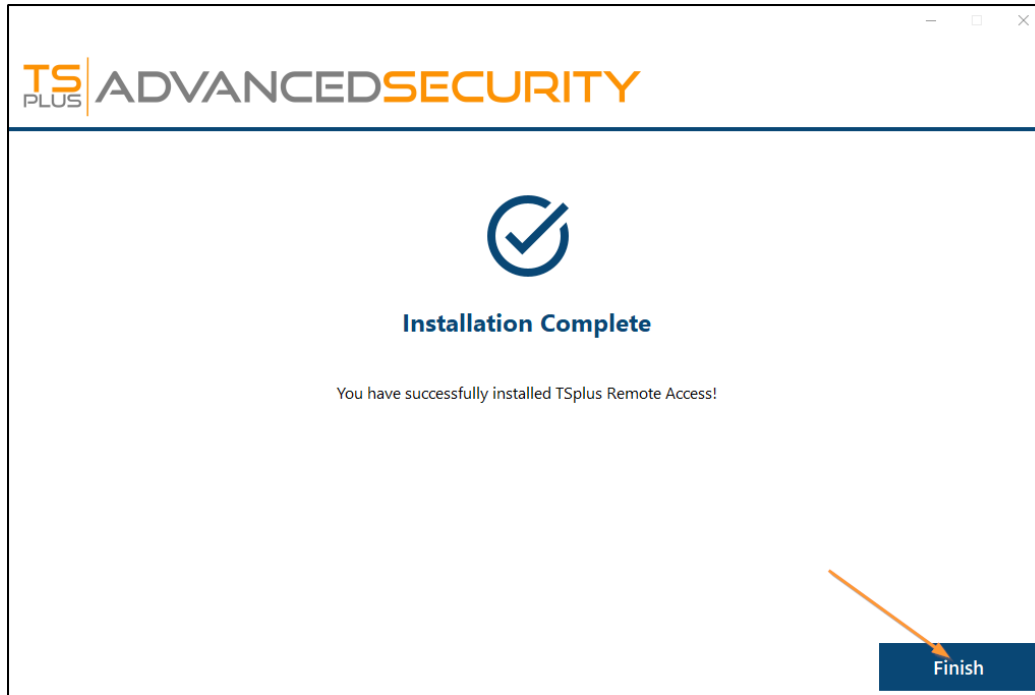 TS PLUS ADVANCEDSECURITY
Installation Complete
You have successfully installed TSplus Remote Access!
Finish